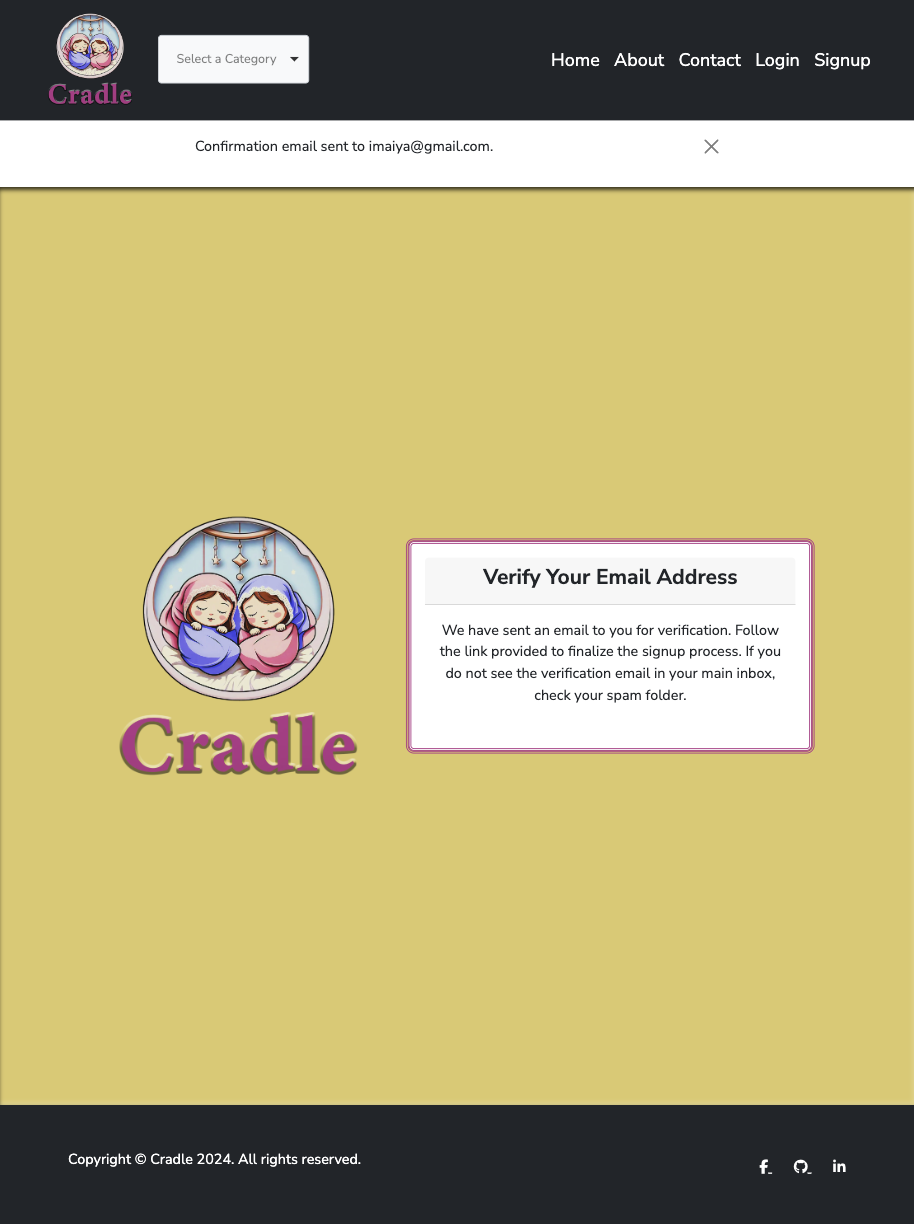 Cradle
Select a Category
Home About Contact Login Signup
Confirmation email sent to imaiya@gmail.com.
Cradle
Verify Your Email Address
We have sent an email to you for verification. Follow
the link provided to finalize the signup process. If you
do not see the verification email in your main inbox,
check your spam folder.
Copyright © Cradle 2024. All rights reserved.